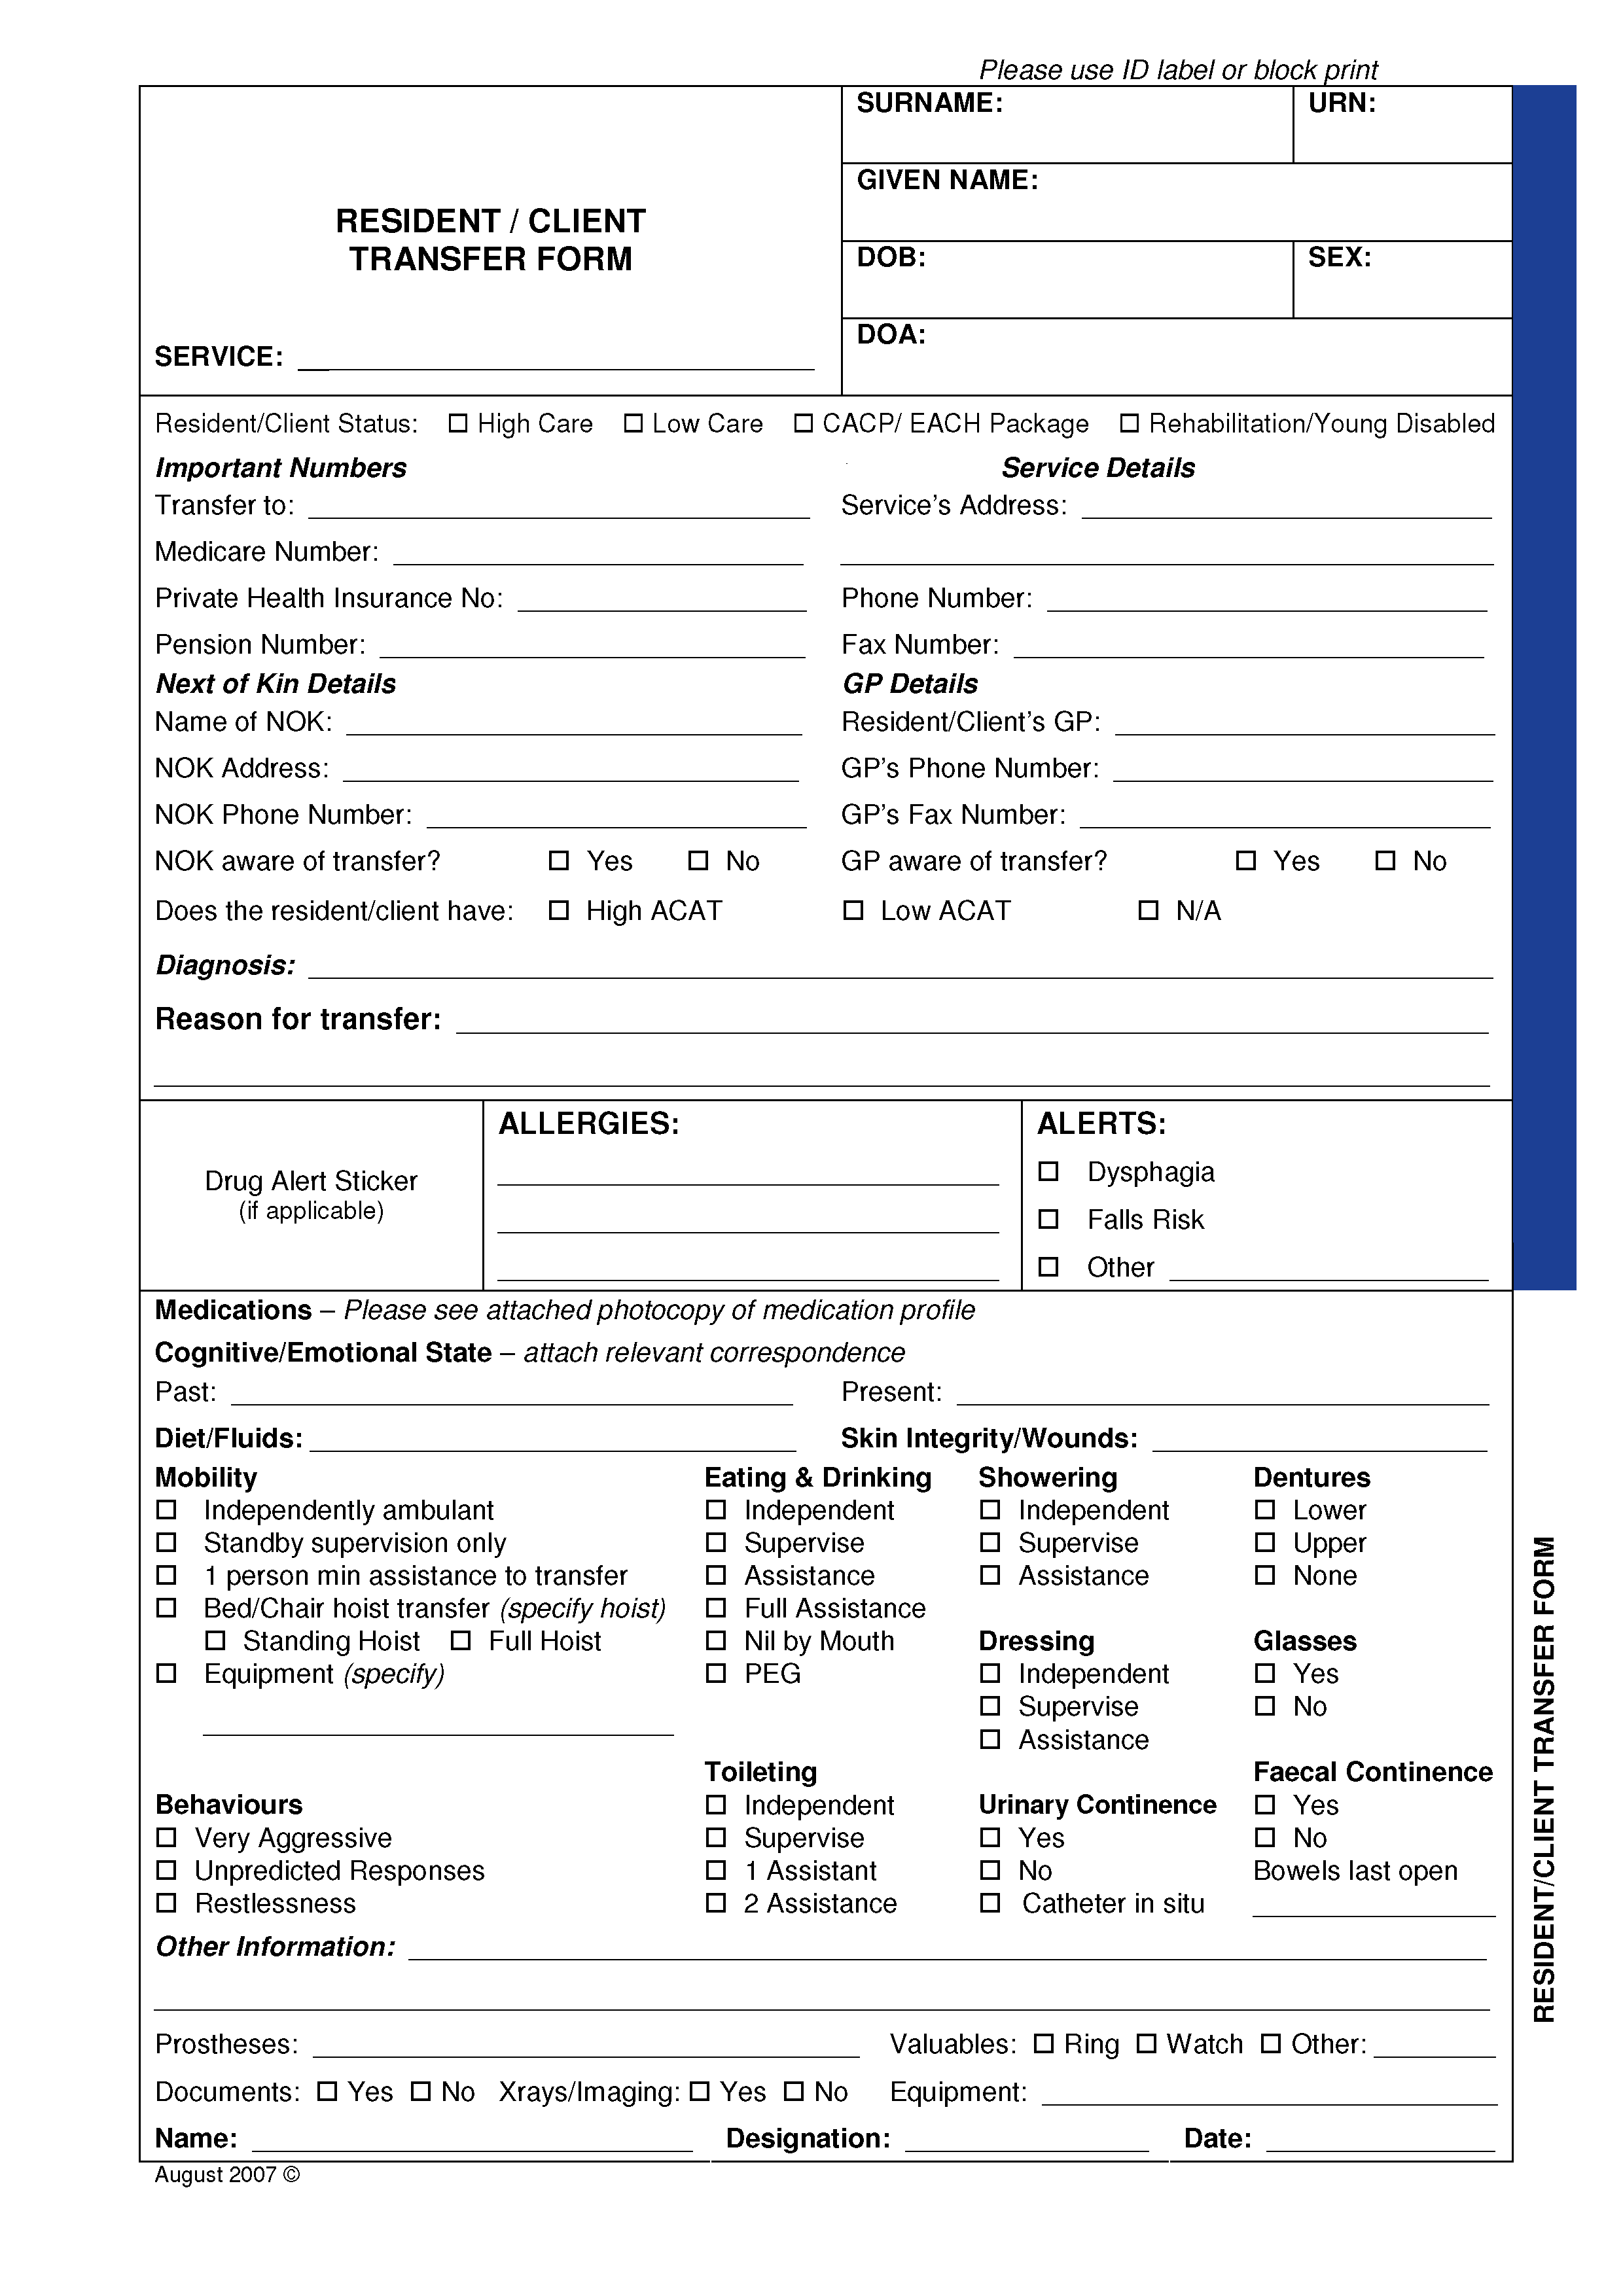 Please use ID label or block print
RESIDENT / CLIENT
TRANSFER FORM
SERVICE:
SURNAME:
URN:
GIVEN NAME:
DOB:
SEX:
DOA:
Resident/Client Status: High Care Low Care CACP/ EACH Package Rehabilitation/Young Disabled
Important Numbers
Service Details
Transfer to:
Service's Address:
Medicare Number:
Private Health Insurance No:
Phone Number:
Pension Number:
Fax Number:
Next of Kin Details
GP Details
Name of NOK:
Resident/Client's GP:
NOK Address:
GP's Phone Number:
NOK Phone Number:
GP's Fax Number:
NOK aware of transfer? Yes No
GP aware of transfer? Yes No
Does the resident/client have: High ACAT Low ACAT N/A
Diagnosis:
Reason for transfer:
Drug Alert Sticker
(if applicable)
ALLERGIES:
ALERTS:
Dysphagia
Falls Risk
Other
Medications – Please see attached photocopy of medication profile
Cognitive/Emotional State – attach relevant correspondence
Past:
Present:
Diet/Fluids:
Skin Integrity/Wounds:
Mobility
Independently ambulant
Standby supervision only
1 person min assistance to transfer
Bed/Chair hoist transfer (specify hoist)
Standing Hoist Full Hoist
Equipment (specify)
Eating & Drinking
Independent
Supervise
Assistance
Full Assistance
Nil by Mouth
PEG
Showering
Independent
Supervise
Assistance
Dentures
Lower
Upper
None
Dressing
Independent
Supervise
Assistance
Glasses
Yes
No
Behaviours
Very Aggressive
Unpredicted Responses
Restlessness
Toileting
Independent
Supervise
1 Assistant
2 Assistance
Urinary Continence
Yes
No
Catheter in situ
Faecal Continence
Yes
No
Bowels last open
Other Information:
Prostheses:
Valuables: Ring Watch Other:
Documents: Yes No Xrays/Imaging: Yes No Equipment:
Name:
Designation:
Date:
August 2007 ©
RESIDENT/CLIENT TRANSFER FORM